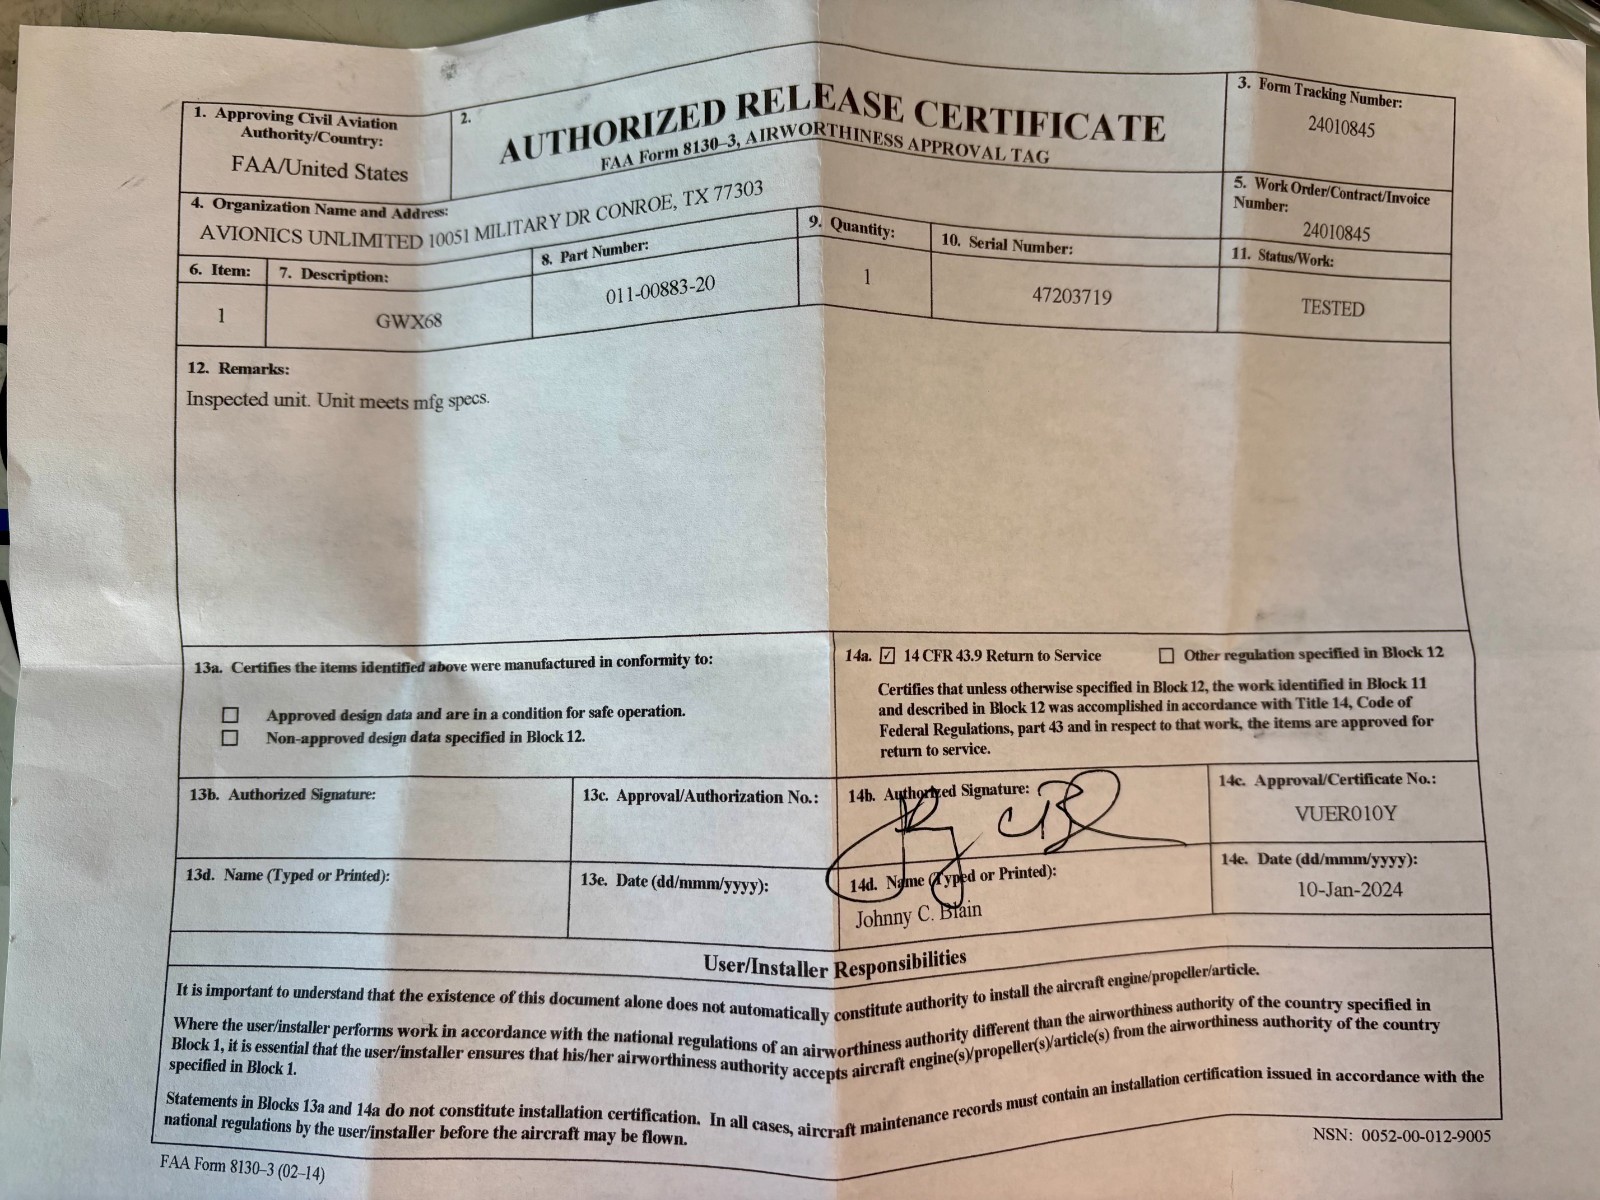 1. Approving Civil Aviation
Authority/Country:
FAA/United States
2.
AUTHORIZED RELEASE CERTIFICATE
FAA Form 8130–3, AIRWORTHINESS APPROVAL TAG
3. Form Tracking Number:
24010845
4. Organization Name and Address:
AVIONICS UNLIMITED 10051 MILITARY DR CONROE, TX 77303
5. Work Order/Contract/Invoice
Number:
24010845
6. Item:
1
7. Description:
GWX68
8. Part Number:
011-00883-20
9. Quantity:
1
10. Serial Number:
47203719
11. Status/Work:
TESTED
12. Remarks:
Inspected unit. Unit meets mfg specs.
13a. Certifies the items identified above were manufactured in conformity to:
Approved design data and are in a condition for safe operation.
Non-approved design data specified in Block 12.
14a. ✓ 14 CFR 43.9 Return to Service
Other regulation specified in Block 12
Certifies that unless otherwise specified in Block 12, the work identified in Block 11
and described in Block 12 was accomplished in accordance with Title 14, Code of
Federal Regulations, part 43 and in respect to that work, the items are approved for
return to service.
13b. Authorized Signature:
13c. Approval/Authorization No.:
14b. Authorized Signature:
14c. Approval/Certificate No.:
VUER010Y
13d. Name (Typed or Printed):
13e. Date (dd/mmm/yyyy):
14d. Name (Typed or Printed):
Johnny C. Blain
14e. Date (dd/mmm/yyyy):
10-Jan-2024
User/Installer Responsibilities
It is important to understand that the existence of this document alone does not automatically constitute authority to install the aircraft engine/propeller/article.
Where the user/installer performs work in accordance with the national regulations of an airworthiness authority different than the airworthiness authority of the country specified in
Block 1, it is essential that the user/installer ensures that his/her airworthiness authority accepts aircraft engine(s)/propeller(s)/article(s) from the airworthiness authority of the country
specified in Block 1.
Statements in Blocks 13a and 14a do not constitute installation certification. In all cases, aircraft maintenance records must contain an installation certification issued in accordance with the
national regulations by the user/installer before the aircraft may be flown.
FAA Form 8130–3 (02–14)
NSN: 0052-00-012-9005